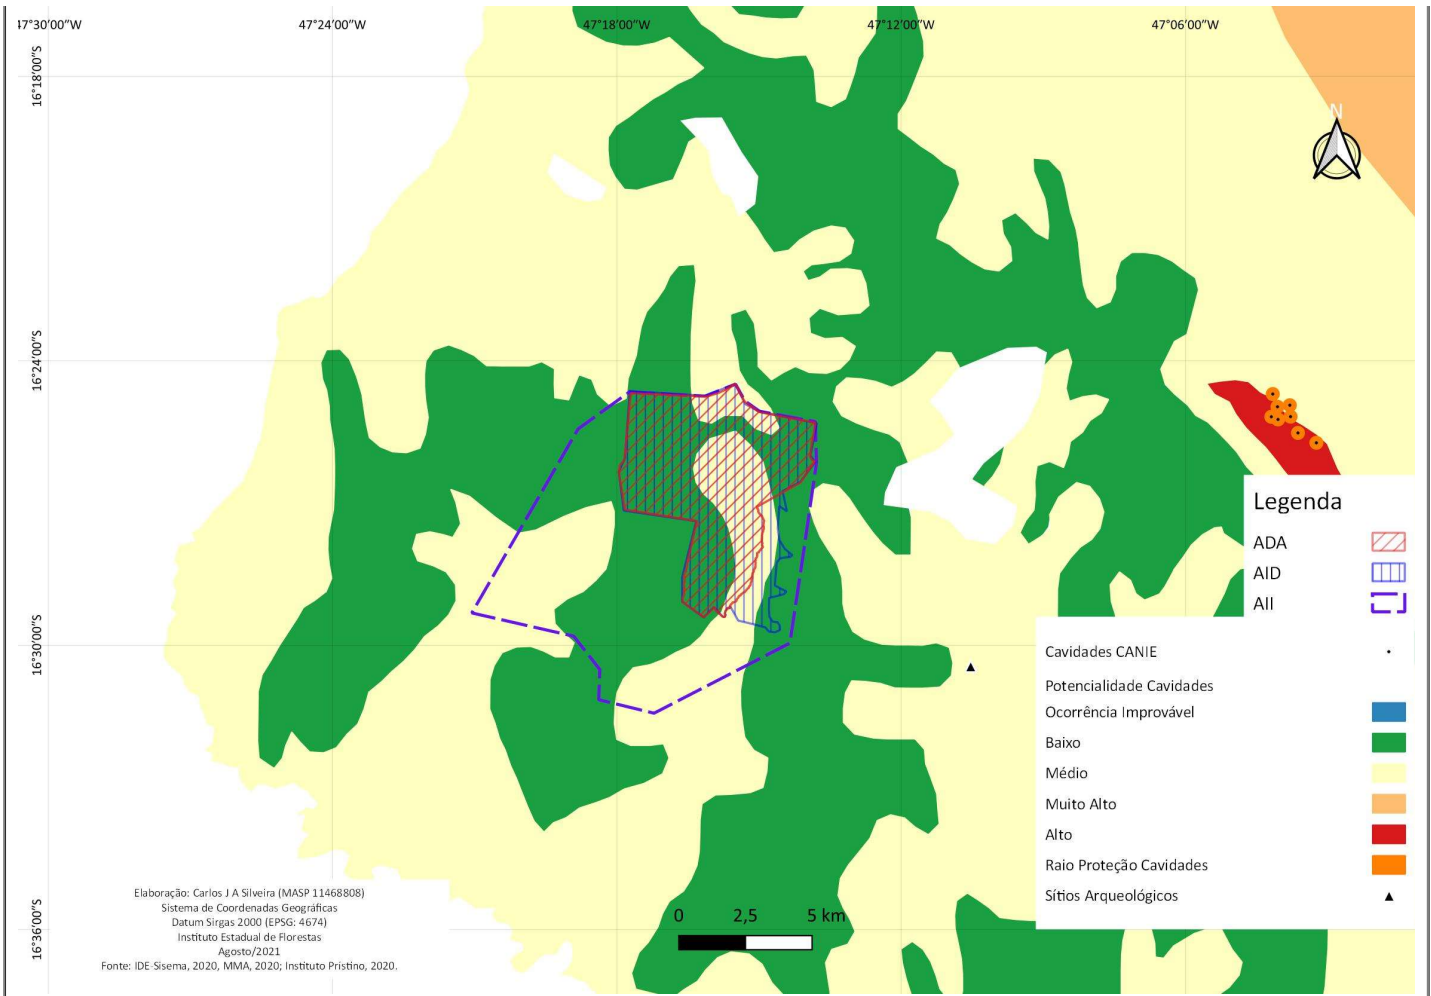 47°30'00"W 47°24'00"W 47°18'00"W 47°12'00"W 47°06'00"W
16°18'00"S
N
16°24'00"S
Legenda
ADA
AID
AII
16°30'00"S
Cavidades CANIE
Potencialidade Cavidades
Ocorrência Improvável
Baixo
Médio
Muito Alto
Alto
Raio Proteção Cavidades
Sítios Arqueológicos
Elaboração: Carlos J A Silveira (MASP 11468808)
Sistema de Coordenadas Geográficas
Datum Sirgas 2000 (EPSG: 4674)
Instituto Estadual de Florestas
Agosto/2021
Fonte: IDE-Sisema, 2020, MMA, 2020; Instituto Pristino, 2020.
0 2,5 5 km
16°36'00"S